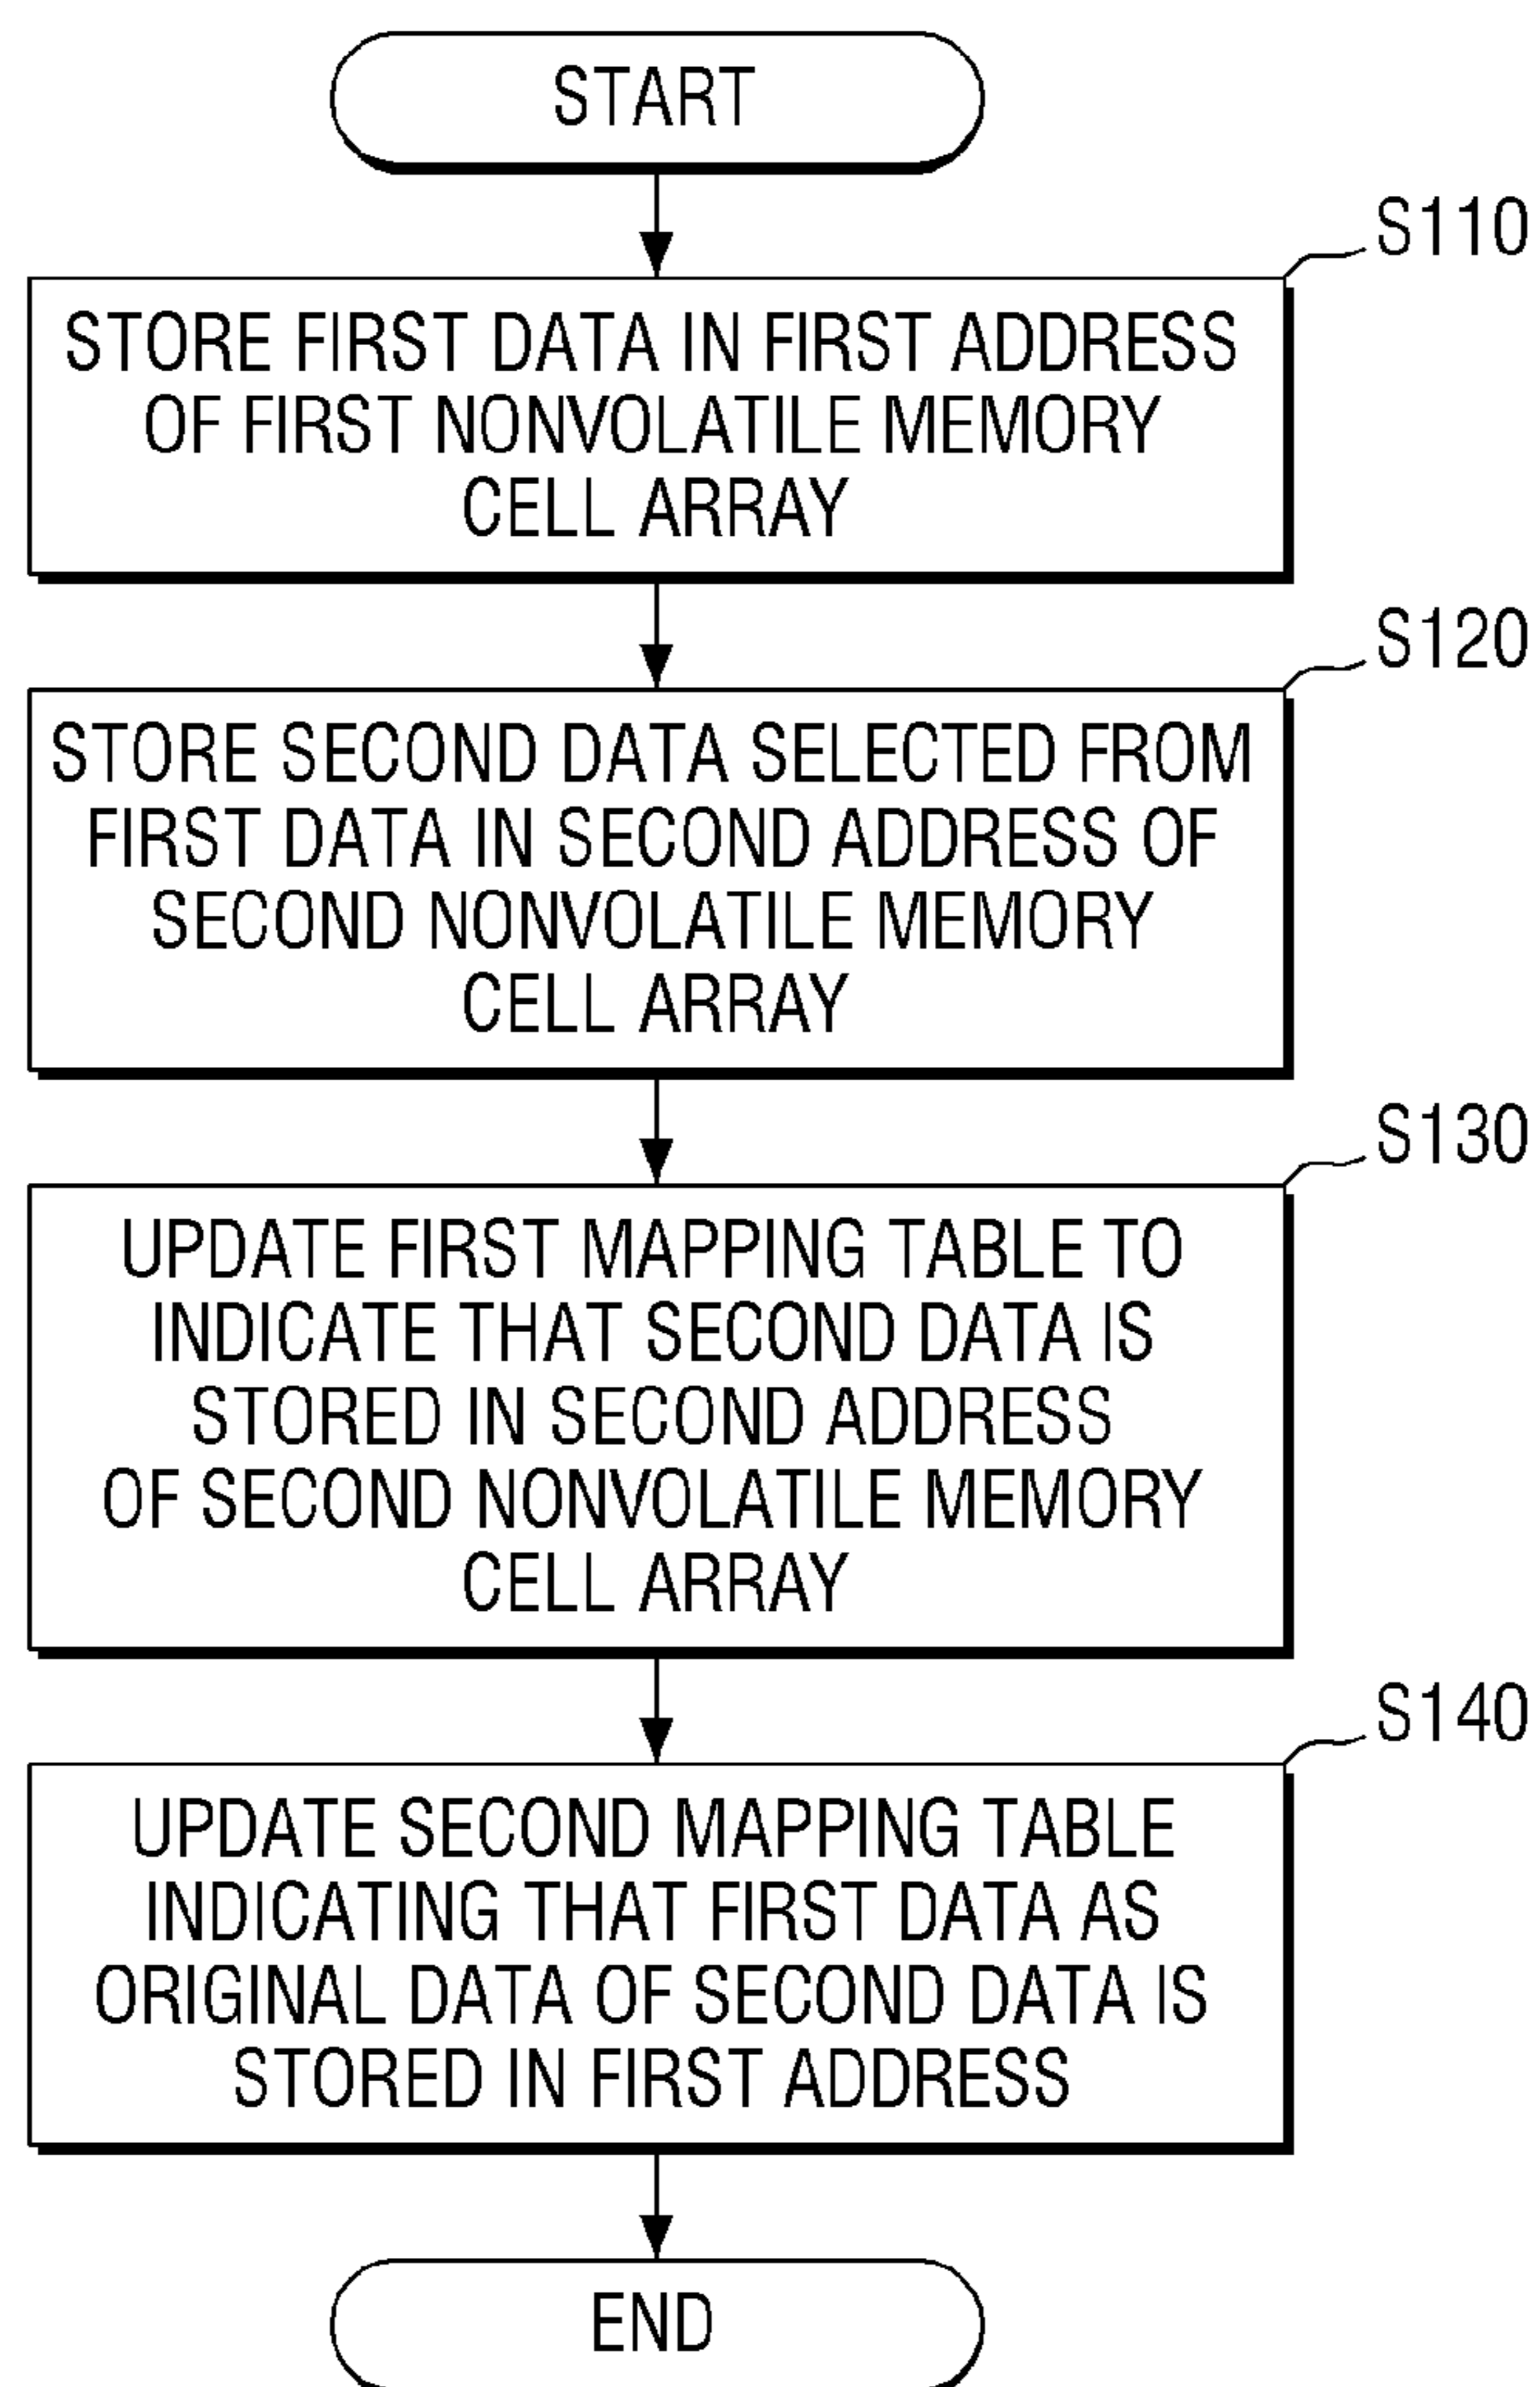 START
S110
STORE FIRST DATA IN FIRST ADDRESS
OF FIRST NONVOLATILE MEMORY
CELL ARRAY
S120
STORE SECOND DATA SELECTED FROM
FIRST DATA IN SECOND ADDRESS OF
SECOND NONVOLATILE MEMORY
CELL ARRAY
S130
UPDATE FIRST MAPPING TABLE TO
INDICATE THAT SECOND DATA IS
STORED IN SECOND ADDRESS
OF SECOND NONVOLATILE MEMORY
CELL ARRAY
S140
UPDATE SECOND MAPPING TABLE
INDICATING THAT FIRST DATA AS
ORIGINAL DATA OF SECOND DATA IS
STORED IN FIRST ADDRESS
END